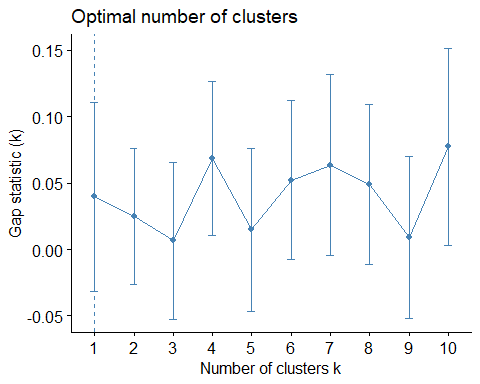 Optimal number of clusters
Gap statistic (k)
0.15
0.10
0.05
0.00
-0.05
1 2 3 4 5 6 7 8 9 10
Number of clusters k